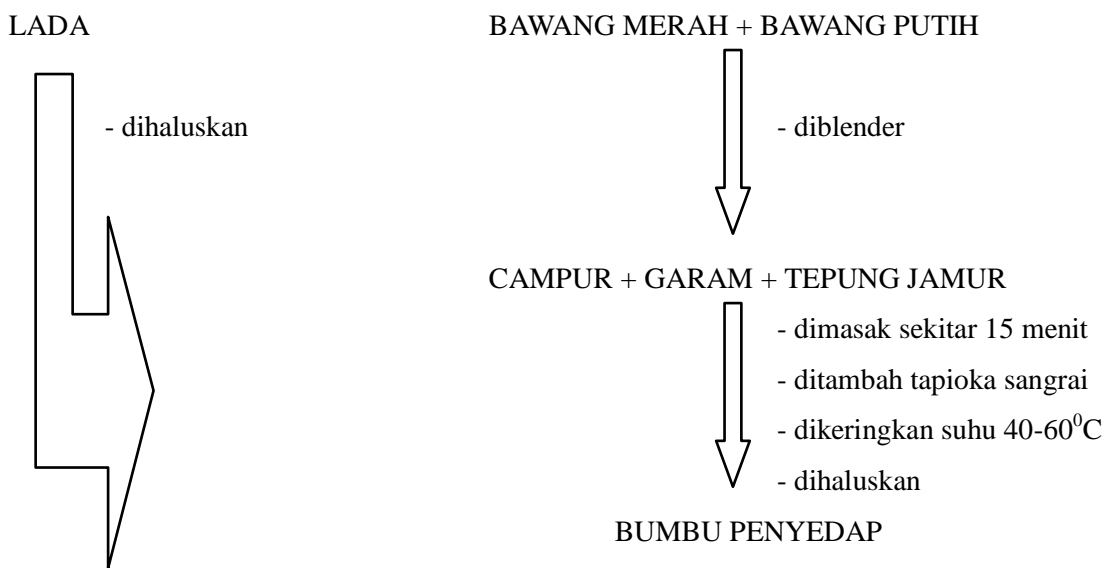 LADA
BAWANG MERAH + BAWANG PUTIH
- dihaluskan
- diblender
CAMPUR + GARAM + TEPUNG JAMUR
- dimasak sekitar 15 menit
- ditambah tapioka sangrai
- dikeringkan suhu 40-60⁰C
- dihaluskan
BUMBU PENYEDAP